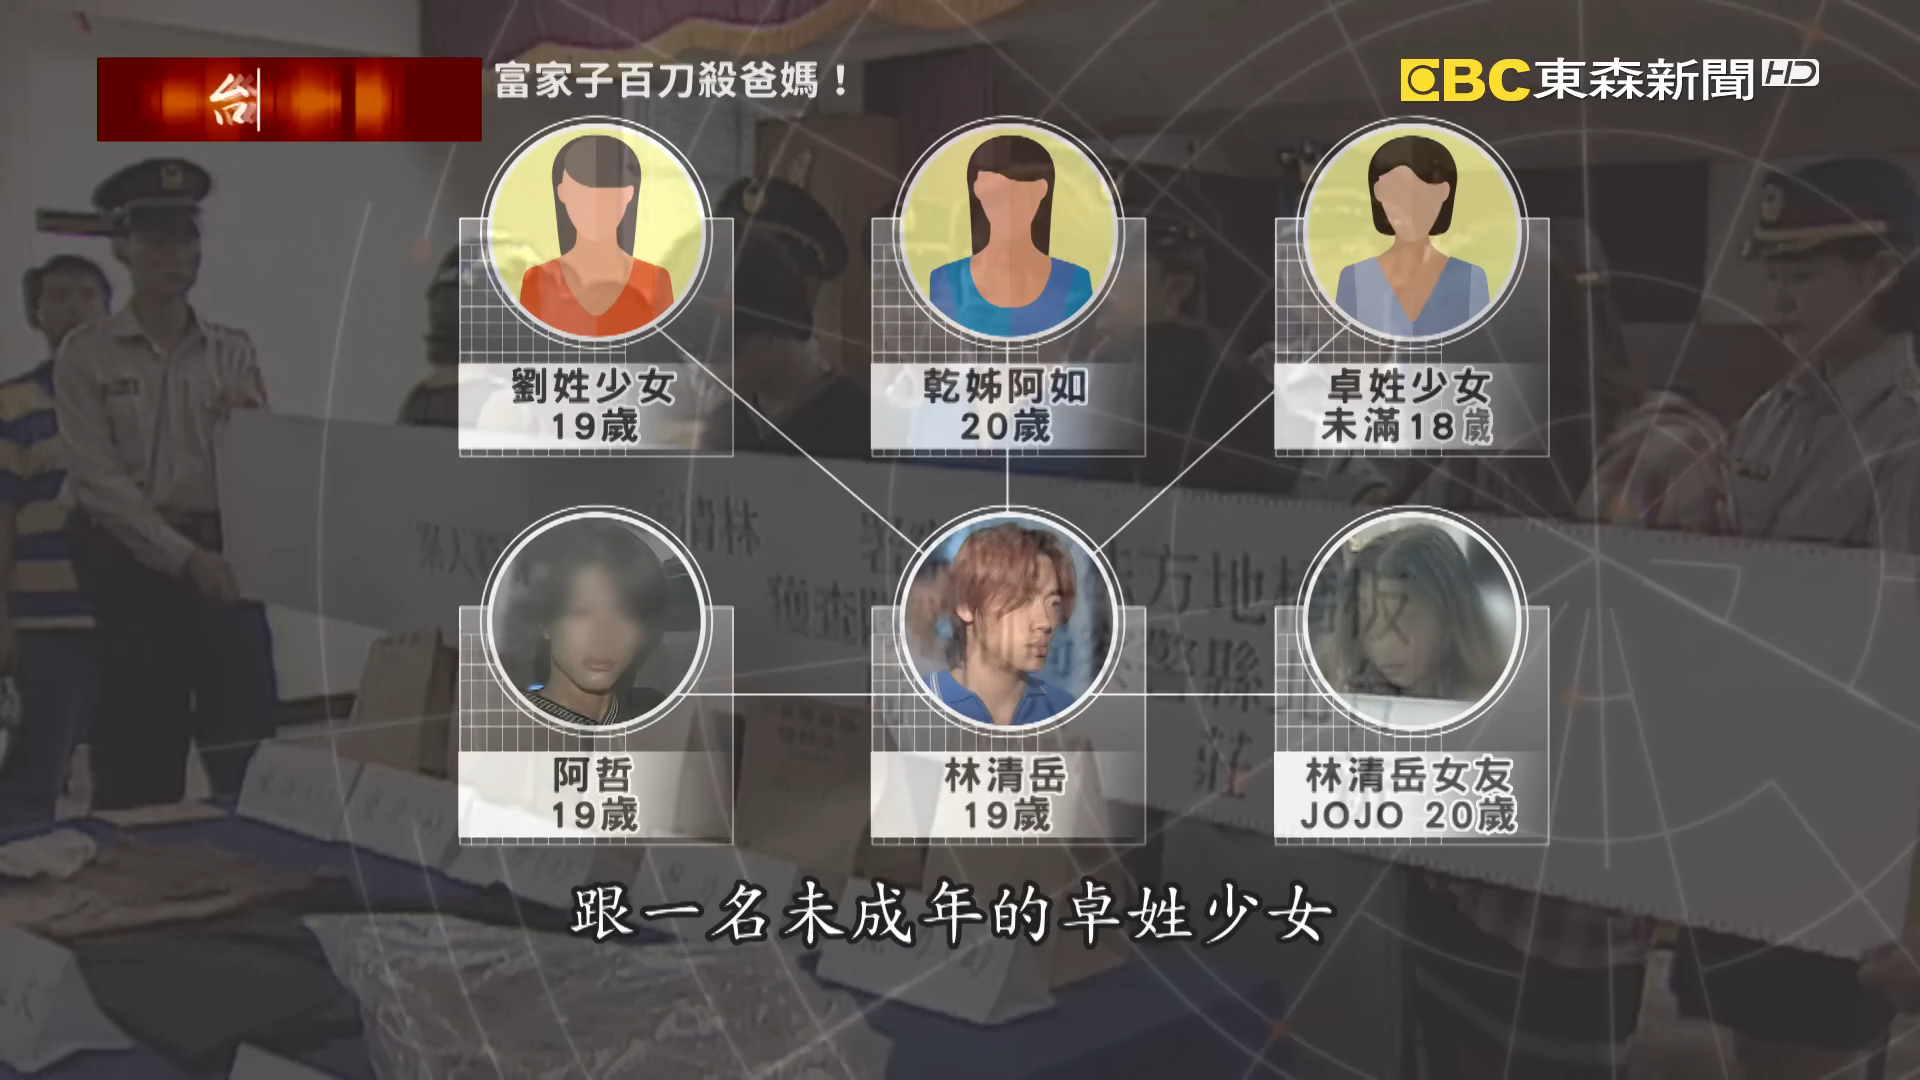 台
富家子百刀殺爸媽！
EBC東森新聞HD
劉姓少女
19歲
乾姊阿如
20歲
卓姓少女
未滿18歲
阿哲
19歲
林清岳
19歲
林清岳女友
JOJO 20歲
跟一名未成年的卓姓少女